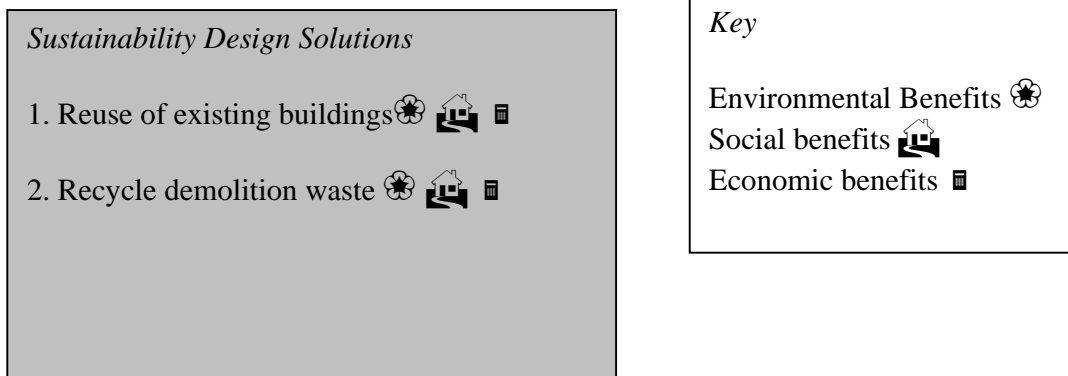 Sustainability Design Solutions
1. Reuse of existing buildings
2. Recycle demolition waste
Key
Environmental Benefits
Social benefits
Economic benefits